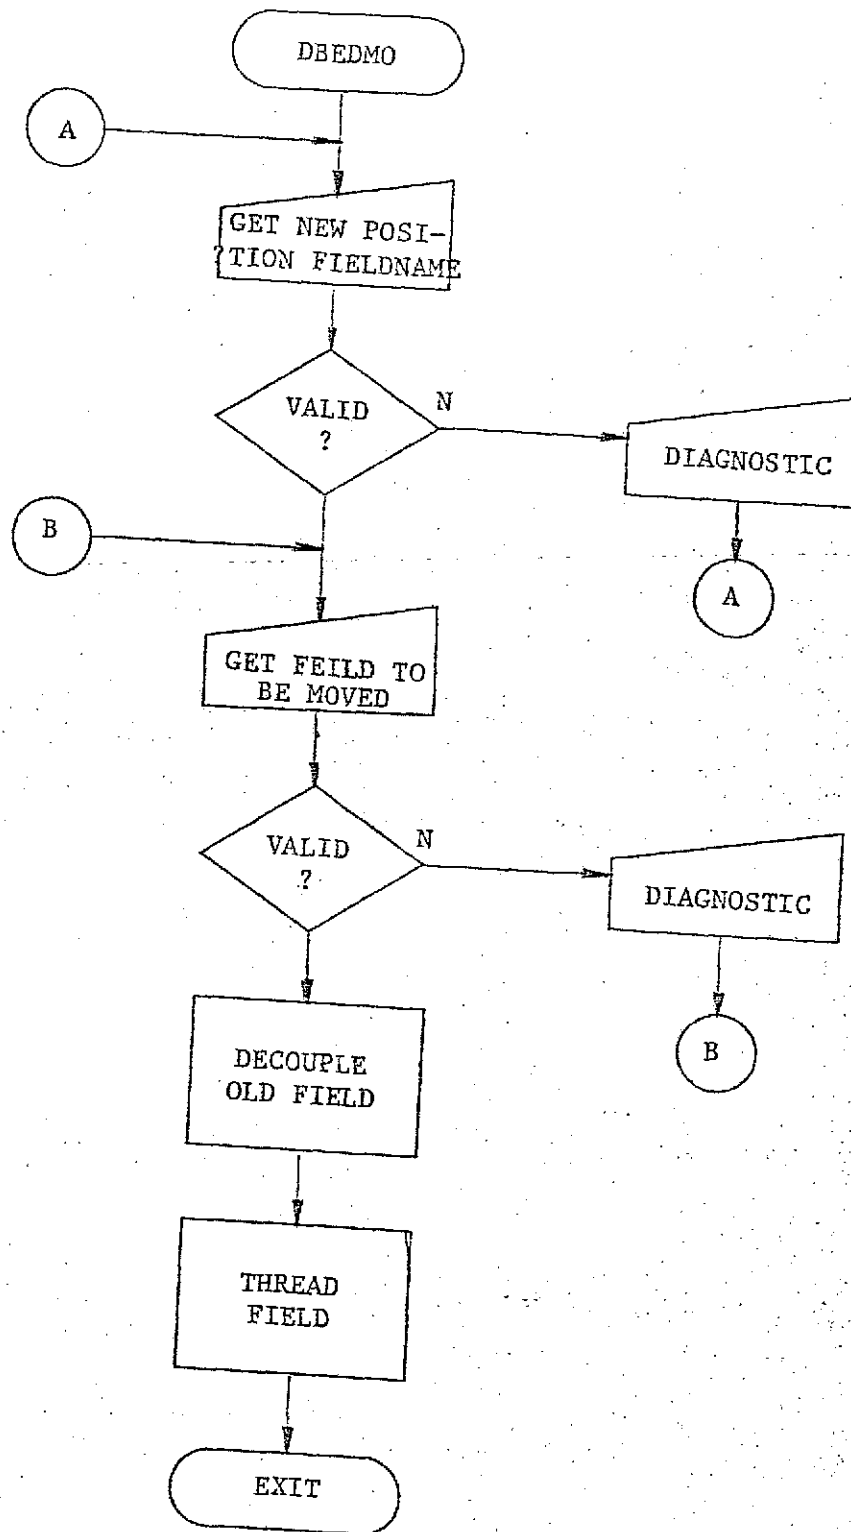 DBEDMO
A
GET NEW POSI-
?TION FIELDNAME
VALID
?
N
DIAGNOSTIC
A
B
GET FEILD TO
BE MOVED
VALID
?
N
DIAGNOSTIC
B
DECOUPLE
OLD FIELD
THREAD
FIELD
EXIT